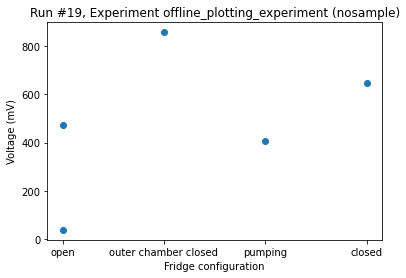 Run #19, Experiment offline_plotting_experiment (nosample)
800
600
400
200
0
Voltage (mV)
open
outer chamber closed
pumping
closed
Fridge configuration